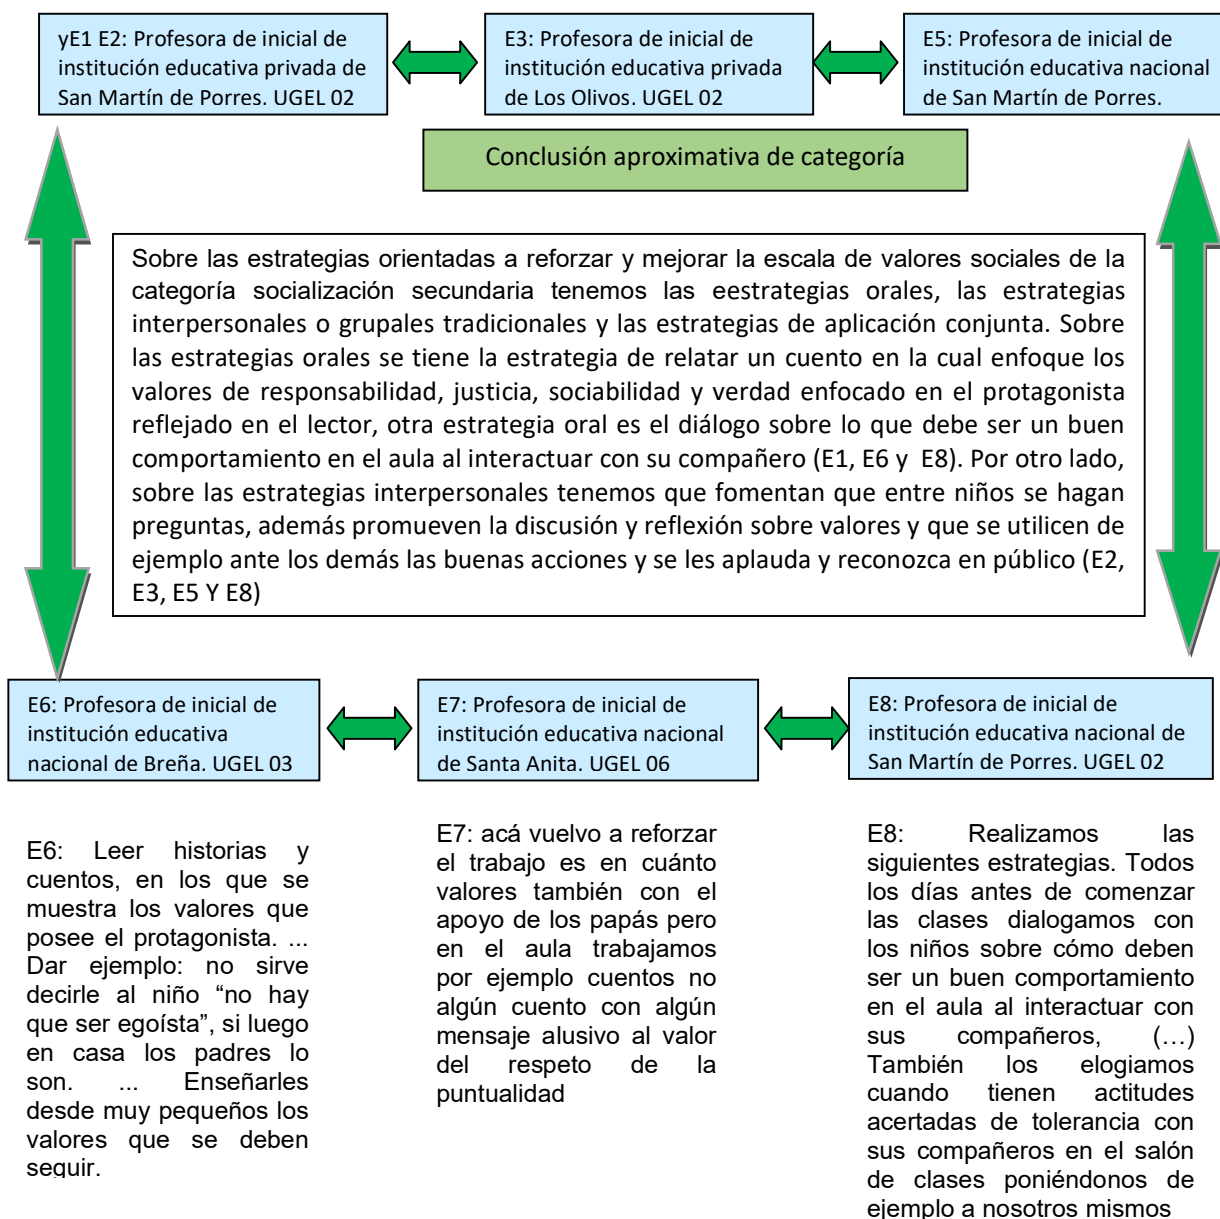 yE1 E2: Profesora de inicial de
institución educativa privada de
San Martín de Porres. UGEL 02
E3: Profesora de inicial de
institución educativa privada
de Los Olivos. UGEL 02
E5: Profesora de inicial de
institución educativa nacional
de San Martín de Porres.
Conclusión aproximativa de categoría
Sobre las estrategias orientadas a reforzar y mejorar la escala de valores sociales de la
categoría socialización secundaria tenemos las eestrategias orales, las estrategias
interpersonales o grupales tradicionales y las estrategias de aplicación conjunta. Sobre
las estrategias orales se tiene la estrategia de relatar un cuento en la cual enfoque los
valores de responsabilidad, justicia, sociabilidad y verdad enfocado en el protagonista
reflejado en el lector, otra estrategia oral es el diálogo sobre lo que debe ser un buen
comportamiento en el aula al interactuar con su compañero (E1, E6 y E8). Por otro lado,
sobre las estrategias interpersonales tenemos que fomentan que entre niños se hagan
preguntas, además promueven la discusión y reflexión sobre valores y que se utilicen de
ejemplo ante los demás las buenas acciones y se les aplauda y reconozca en público (E2,
E3, E5 Y E8)
E6: Profesora de inicial de
institución educativa
nacional de Breña. UGEL 03
E7: Profesora de inicial de
institución educativa nacional
de Santa Anita. UGEL 06
E8: Profesora de inicial de
institución educativa nacional de
San Martín de Porres. UGEL 02
E6: Leer historias y
cuentos, en los que se
muestra los valores que
posee el protagonista. ...
Dar ejemplo: no sirve
decirle al niño “no hay
que ser egoísta”, si luego
en casa los padres lo
son. ... Enseñarles
desde muy pequeños los
valores que se deben
seguir.
E7: acá vuelvo a reforzar
el trabajo es en cuánto
valores también con el
apoyo de los papás pero
en el aula trabajamos
por ejemplo cuentos no
algún cuento con algún
mensaje alusivo al valor
del respeto de la
puntualidad
E8: Realizamos las
siguientes estrategias. Todos
los días antes de comenzar
las clases dialogamos con
los niños sobre cómo deben
ser un buen comportamiento
en el aula al interactuar con
sus compañeros, (…)
También los elogiamos
cuando tienen actitudes
acertadas de tolerancia con
sus compañeros en el salón
de clases poniéndonos de
ejemplo a nosotros mismos